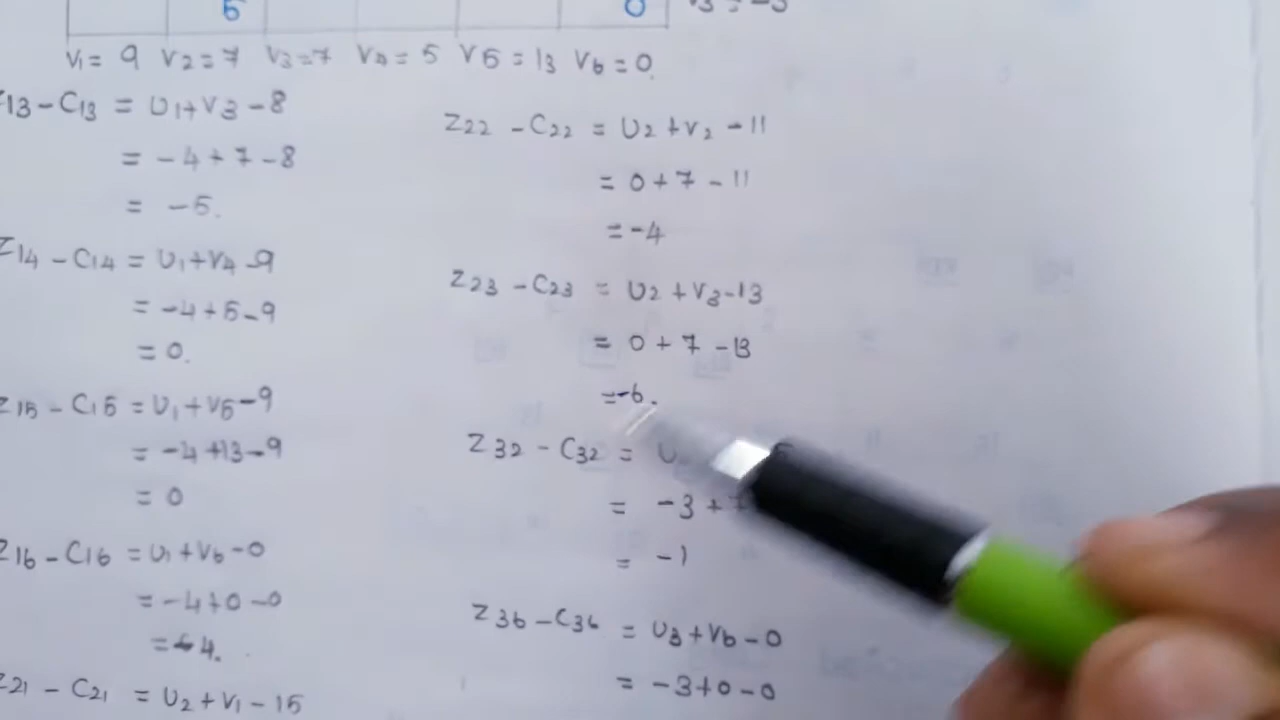 5 0
V1 = 9 V2 = 7 V3 = 7 V4 = 5 V5 = 13 V6 = 0.
Z13 - C13 = U1 + V3 - 8
= -4 + 7 - 8
= -5.
Z14 - C14 = U1 + V4 - 9
= -4 + 5 - 9
= 0.
Z15 - C15 = U1 + V5 - 9
= -4 + 13 - 9
= 0
Z16 - C16 = U1 + V6 - 0
= -4 + 0 - 0
= -4.
Z21 - C21 = U2 + V1 - 15
Z22 - C22 = U2 + V2 - 11
= 0 + 7 - 11
= -4
Z23 - C23 = U2 + V3 - 13
= 0 + 7 - 13
= -6.
Z32 - C32 = U
= -3 + 7
= -1
Z36 - C36 = U3 + V6 - 0
= -3 + 0 - 0